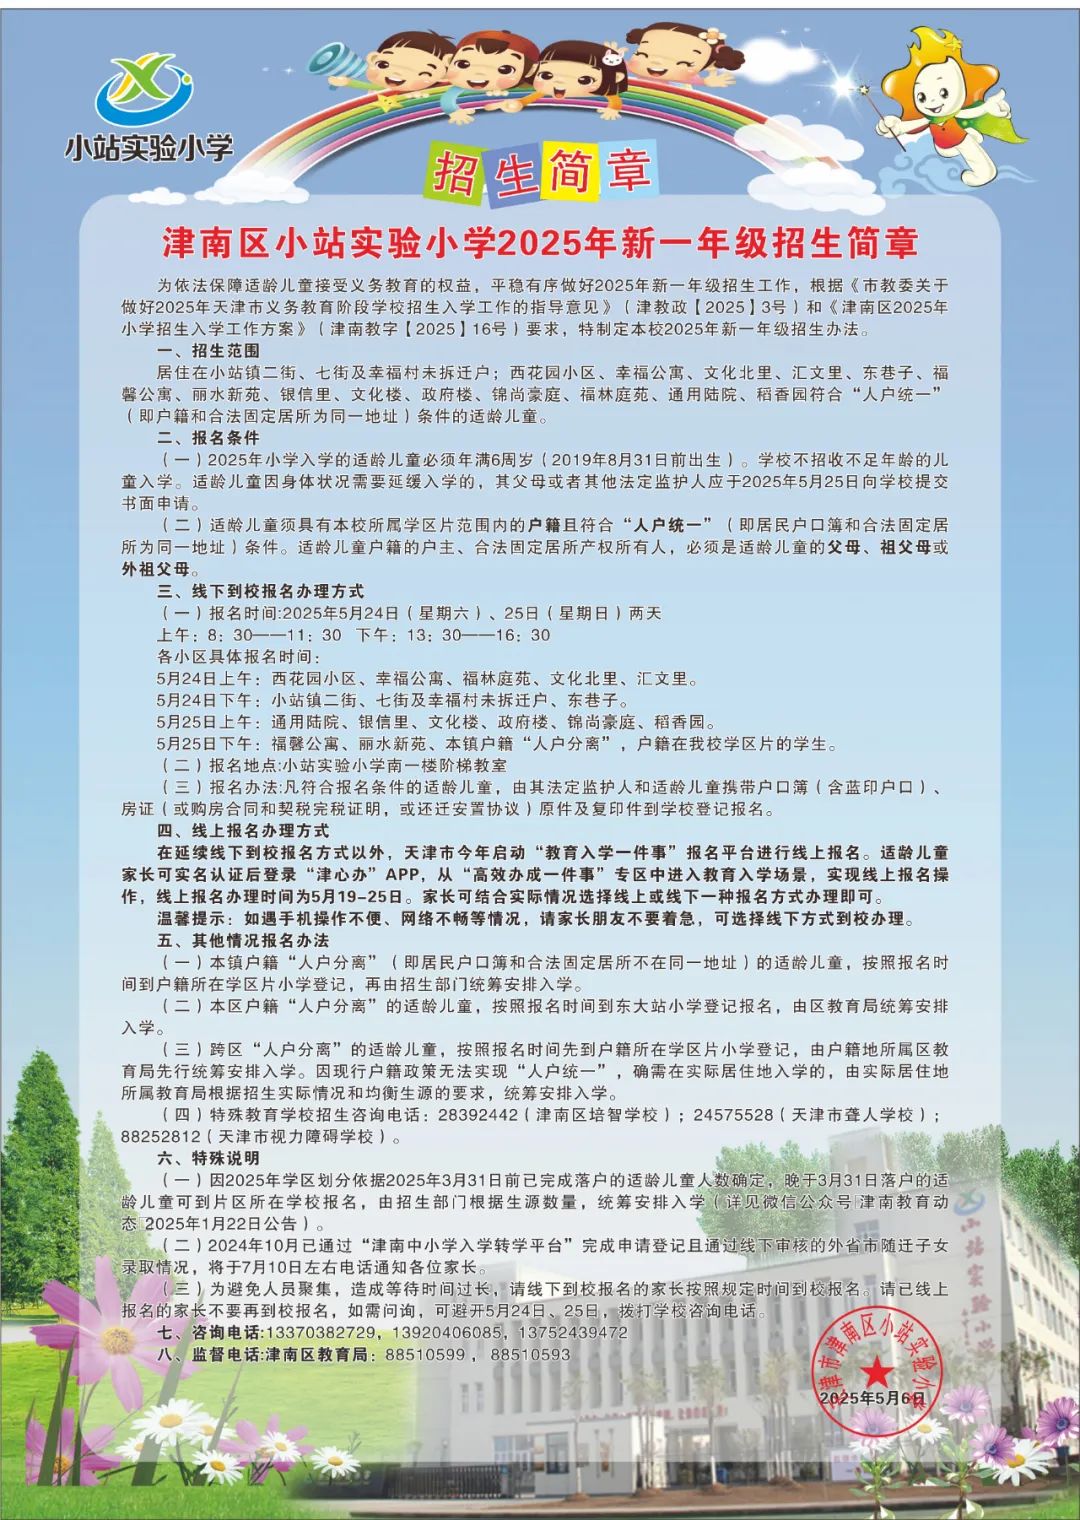 小站实验小学
招生简章
津南区小站实验小学2025年新一年级招生简章
为依法保障适龄儿童接受义务教育的权益，平稳有序做好2025年新一年级招生工作，根据《市教委关于
做好2025年天津市义务教育阶段学校招生入学工作的指导意见》（津教政【2025】3号）和《津南区2025年
小学招生入学工作方案》（津南教字【2025】16号）要求，特制定本校2025年新一年级招生办法。
一、招生范围
居住在小站镇二街、七街及幸福村未拆迁户；西花园小区、幸福公寓、文化北里、汇文里、东巷子、福
馨公寓、丽水新苑、银信里、文化楼、政府楼、锦尚豪庭、福林庭苑、通用陆院、稻香园符合“人户统一”
（即户籍和合法固定居所为同一地址）条件的适龄儿童。
二、报名条件
（一）2025年小学入学的适龄儿童必须年满6周岁（2019年8月31日前出生）。学校不招收不足年龄的儿
童入学。适龄儿童因身体状况需要延缓入学的，其父母或者其他法定监护人应于2025年5月25日向学校提交
书面申请。
（二）适龄儿童须具有本校所属学区片范围内的户籍且符合“人户统一”（即居民户口簿和合法固定居
所为同一地址）条件。适龄儿童户籍的户主、合法固定居所产权所有人，必须是适龄儿童的父母、祖父母或
外祖父母。
三、线下到校报名办理方式
（一）报名时间:2025年5月24日（星期六）、25日（星期日）两天
上午：8：30——11：30 下午：13：30——16：30
各小区具体报名时间：
5月24日上午：西花园小区、幸福公寓、福林庭苑、文化北里、汇文里。
5月24日下午：小站镇二街、七街及幸福村未拆迁户、东巷子。
5月25日上午：通用陆院、银信里、文化楼、政府楼、锦尚豪庭、稻香园。
5月25日下午：福馨公寓、丽水新苑、本镇户籍“人户分离”，户籍在我校学区片的学生。
（二）报名地点:小站实验小学南一楼阶梯教室
（三）报名办法:凡符合报名条件的适龄儿童，由其法定监护人和适龄儿童携带户口簿（含蓝印户口）、
房证（或购房合同和契税完税证明，或还迁安置协议）原件及复印件到学校登记报名。
四、线上报名办理方式
在延续线下到校报名方式以外，天津市今年启动“教育入学一件事”报名平台进行线上报名。适龄儿童
家长可实名认证后登录“津心办”APP，从“高效办成一件事”专区中进入教育入学场景，实现线上报名操
作，线上报名办理时间为5月19-25日。家长可结合实际情况选择线上或线下一种报名方式办理即可。
温馨提示：如遇手机操作不便、网络不畅等情况，请家长朋友不要着急，可选择线下方式到校办理。
五、其他情况报名办法
（一）本镇户籍“人户分离”（即居民户口簿和合法固定居所不在同一地址）的适龄儿童，按照报名时
间到户籍所在学区片小学登记，再由招生部门统筹安排入学。
（二）本区户籍“人户分离”的适龄儿童，按照报名时间到东大站小学登记报名，由区教育局统筹安排
入学。
（三）跨区“人户分离”的适龄儿童，按照报名时间先到户籍所在学区片小学登记，由户籍地所属区教
育局先行统筹安排入学。因现行户籍政策无法实现“人户统一”，确需在实际居住地入学的，由实际居住地
所属教育局根据招生实际情况和均衡生源的要求，统筹安排入学。
（四）特殊教育学校招生咨询电话：28392442（津南区培智学校）；24575528（天津市聋人学校）；
88252812（天津市视力障碍学校）。
六、特殊说明
（一）因2025年学区划分依据2025年3月31日前已完成落户的适龄儿童人数确定，晚于3月31日落户的适
龄儿童可到片区所在学校报名，由招生部门根据生源数量，统筹安排入学（详见微信公众号“津南教育动
态”2025年1月22日公告）。
（二）2024年10月已通过“津南中小学入学转学平台”完成申请登记且通过线下审核的外省市随迁子女
录取情况，将于7月10日左右电话通知各位家长。
（三）为避免人员聚集，造成等待时间过长，请线下到校报名的家长按照规定时间到校报名。请已线上
报名的家长不要再到校报名，如需问询，可避开5月24日、25日，拨打学校咨询电话。
七、咨询电话:13370382729，13920406085，13752439472
八、监督电话:津南区教育局：88510599 ，88510593
天津市津南区小站实验小学
2025年5月6日
小站实验小学